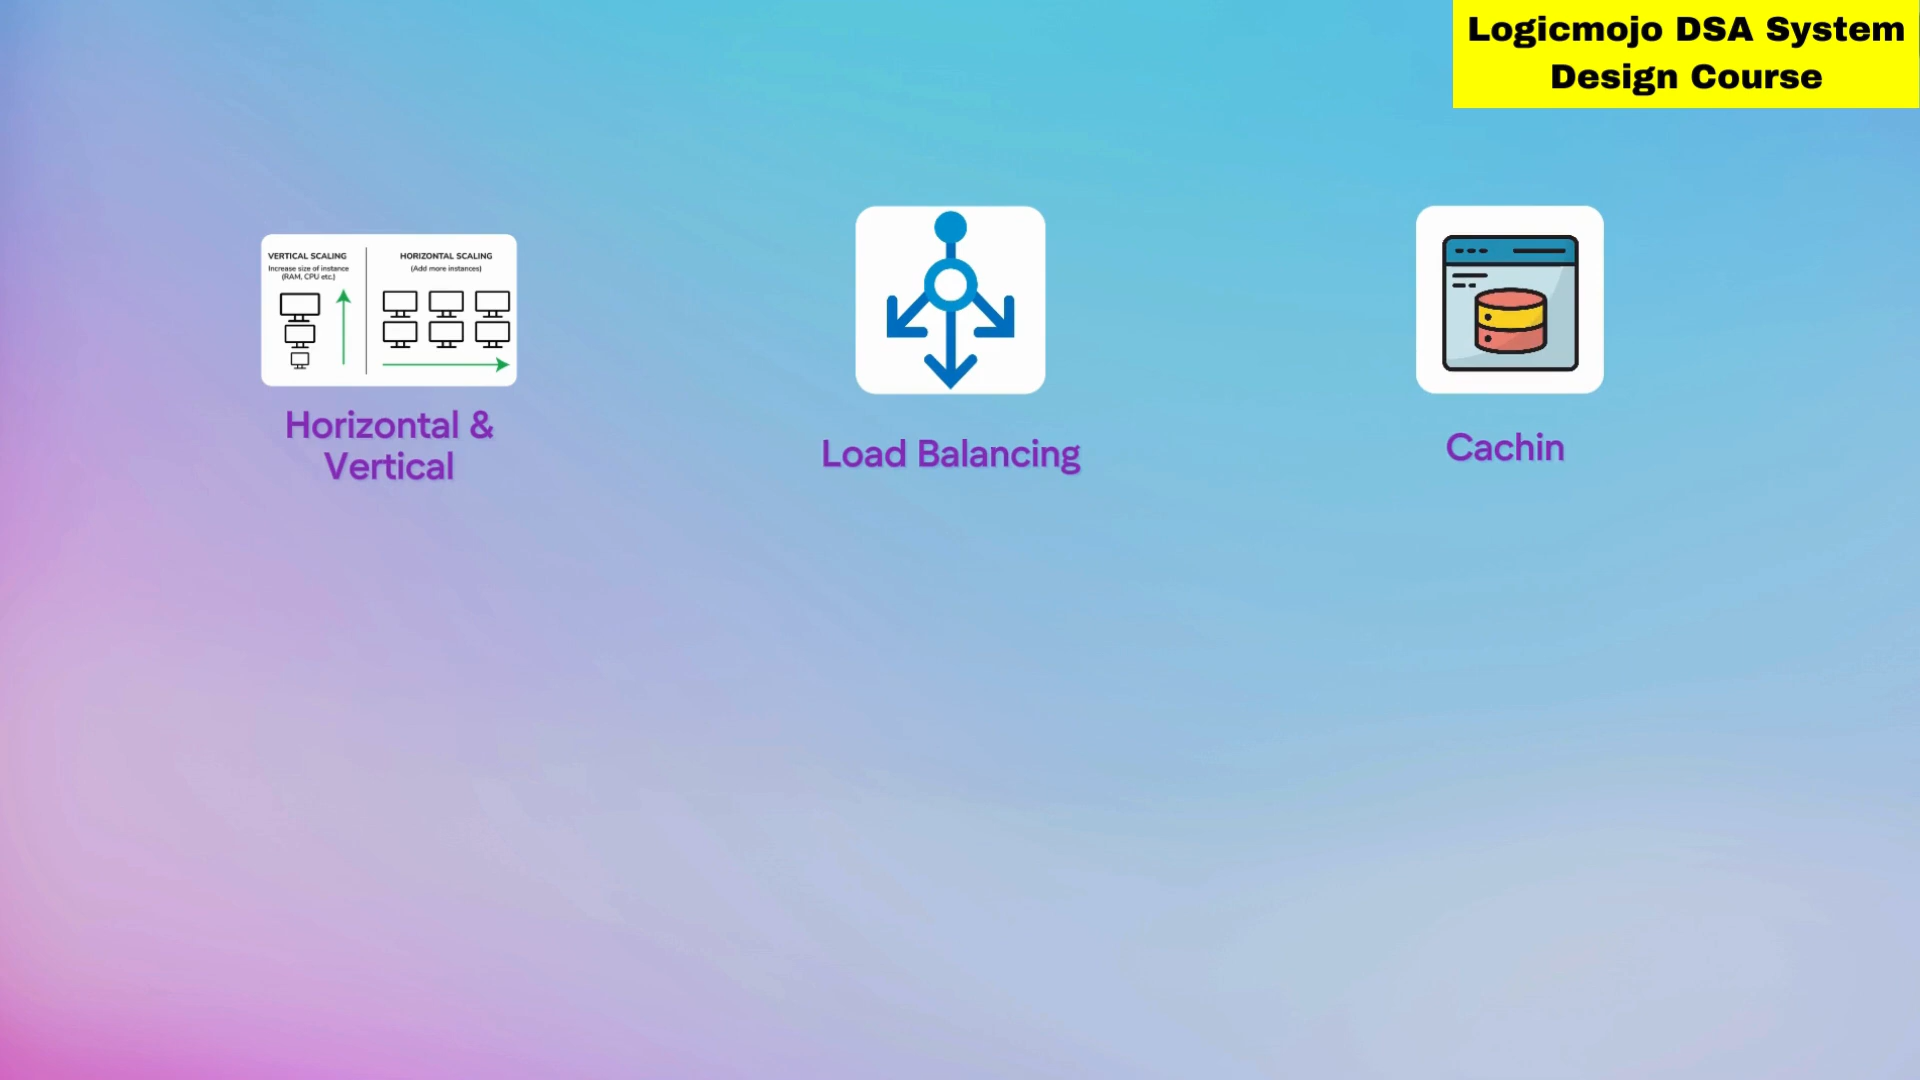 Logicmojo DSA System
Design Course
VERTICAL SCALING
Increase size of instance
(RAM, CPU etc.)
HORIZONTAL SCALING
(Add more instances)
Horizontal &
Vertical
Load Balancing
Cachin